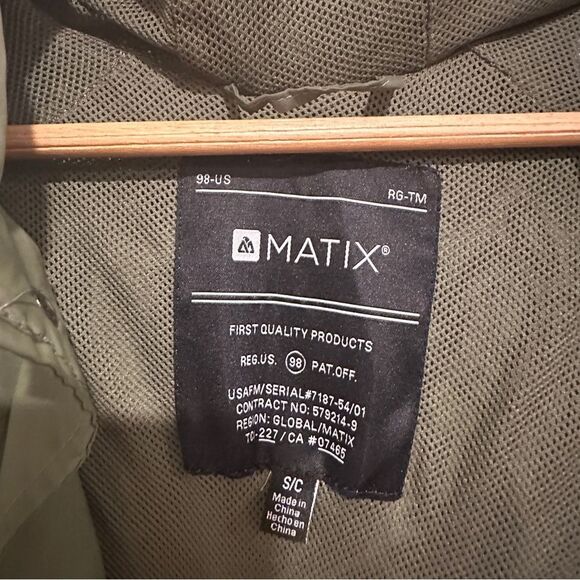 98-US
RG-TM
MATIX®
FIRST QUALITY PRODUCTS
REG.US. 98 PAT.OFF.
USAFM/SERIAL#7187-54/01
CONTRACT NO: 579214-9
REGION: GLOBAL/MATIX
TO-227/CA #07465
S/C
Made in
China
Hecho en
China